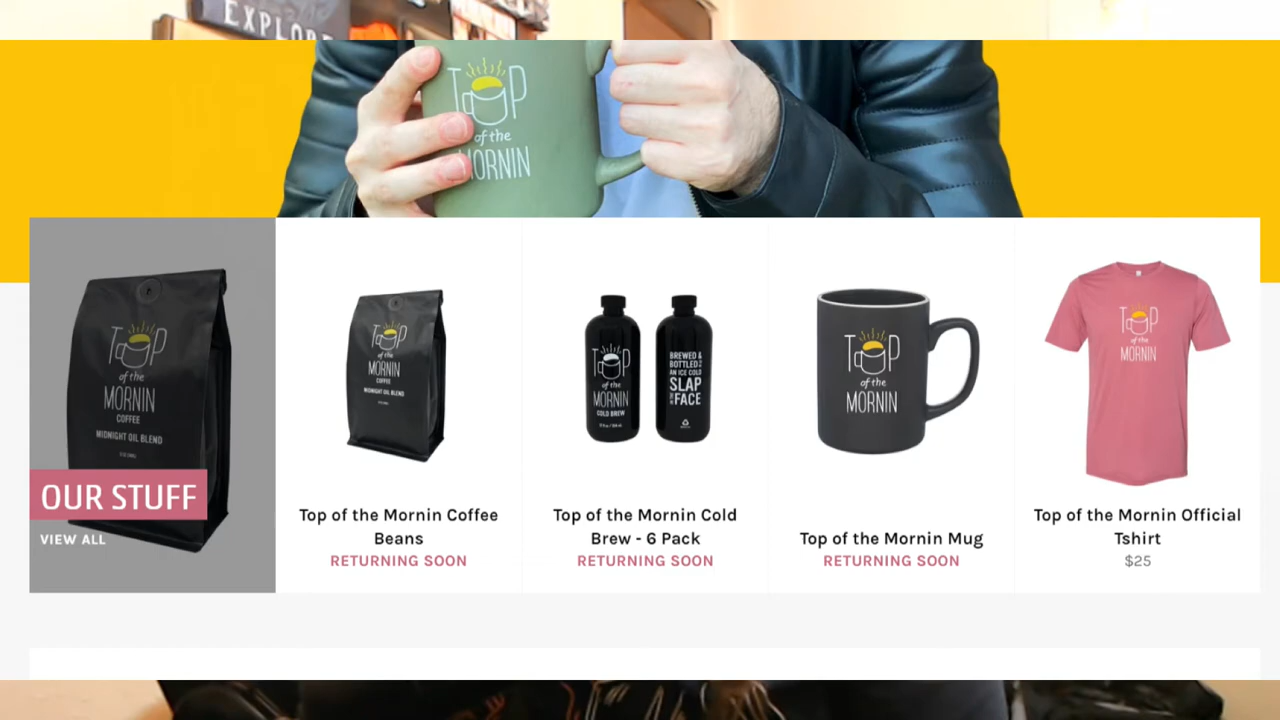 EXPLORE
TOP
of the
MORNIN
TOP
of the
MORNIN
COFFEE
MIDNIGHT OIL BLEND
OUR STUFF
VIEW ALL
TOP
of the
MORNIN
COFFEE
MIDNIGHT OIL BLEND
Top of the Mornin Coffee
Beans
RETURNING SOON
TOP
of the
MORNIN
COLD BREW
BREWED &
BOTTLED
AN ICE COLD
SLAP
FACE
Top of the Mornin Cold
Brew - 6 Pack
RETURNING SOON
TOP
of the
MORNIN
Top of the Mornin Mug
RETURNING SOON
TOP
of the
MORNIN
Top of the Mornin Official
Tshirt
$25